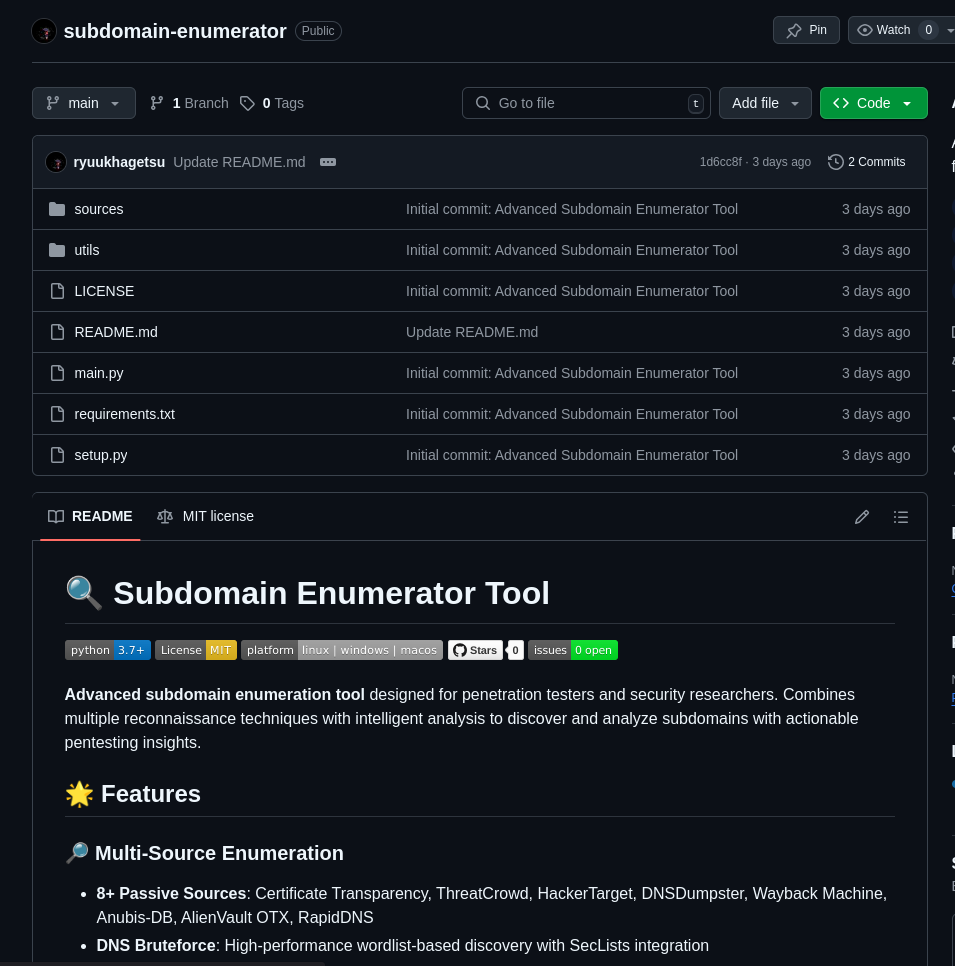 subdomain-enumerator Public Pin Watch 0
main 1 Branch 0 Tags Go to file t Add file Code
ryuukhagetsu Update README.md 1d6cc8f · 3 days ago 2 Commits
sources Initial commit: Advanced Subdomain Enumerator Tool 3 days ago
utils Initial commit: Advanced Subdomain Enumerator Tool 3 days ago
LICENSE Initial commit: Advanced Subdomain Enumerator Tool 3 days ago
README.md Update README.md 3 days ago
main.py Initial commit: Advanced Subdomain Enumerator Tool 3 days ago
requirements.txt Initial commit: Advanced Subdomain Enumerator Tool 3 days ago
setup.py Initial commit: Advanced Subdomain Enumerator Tool 3 days ago
README MIT license
🔍 Subdomain Enumerator Tool
python 3.7+ License MIT platform linux | windows | macos Stars 0 issues 0 open
Advanced subdomain enumeration tool designed for penetration testers and security researchers. Combines
multiple reconnaissance techniques with intelligent analysis to discover and analyze subdomains with actionable
pentesting insights.
🌟 Features
🔎 Multi-Source Enumeration
• 8+ Passive Sources: Certificate Transparency, ThreatCrowd, HackerTarget, DNSDumpster, Wayback Machine,
Anubis-DB, AlienVault OTX, RapidDNS
• DNS Bruteforce: High-performance wordlist-based discovery with SecLists integration